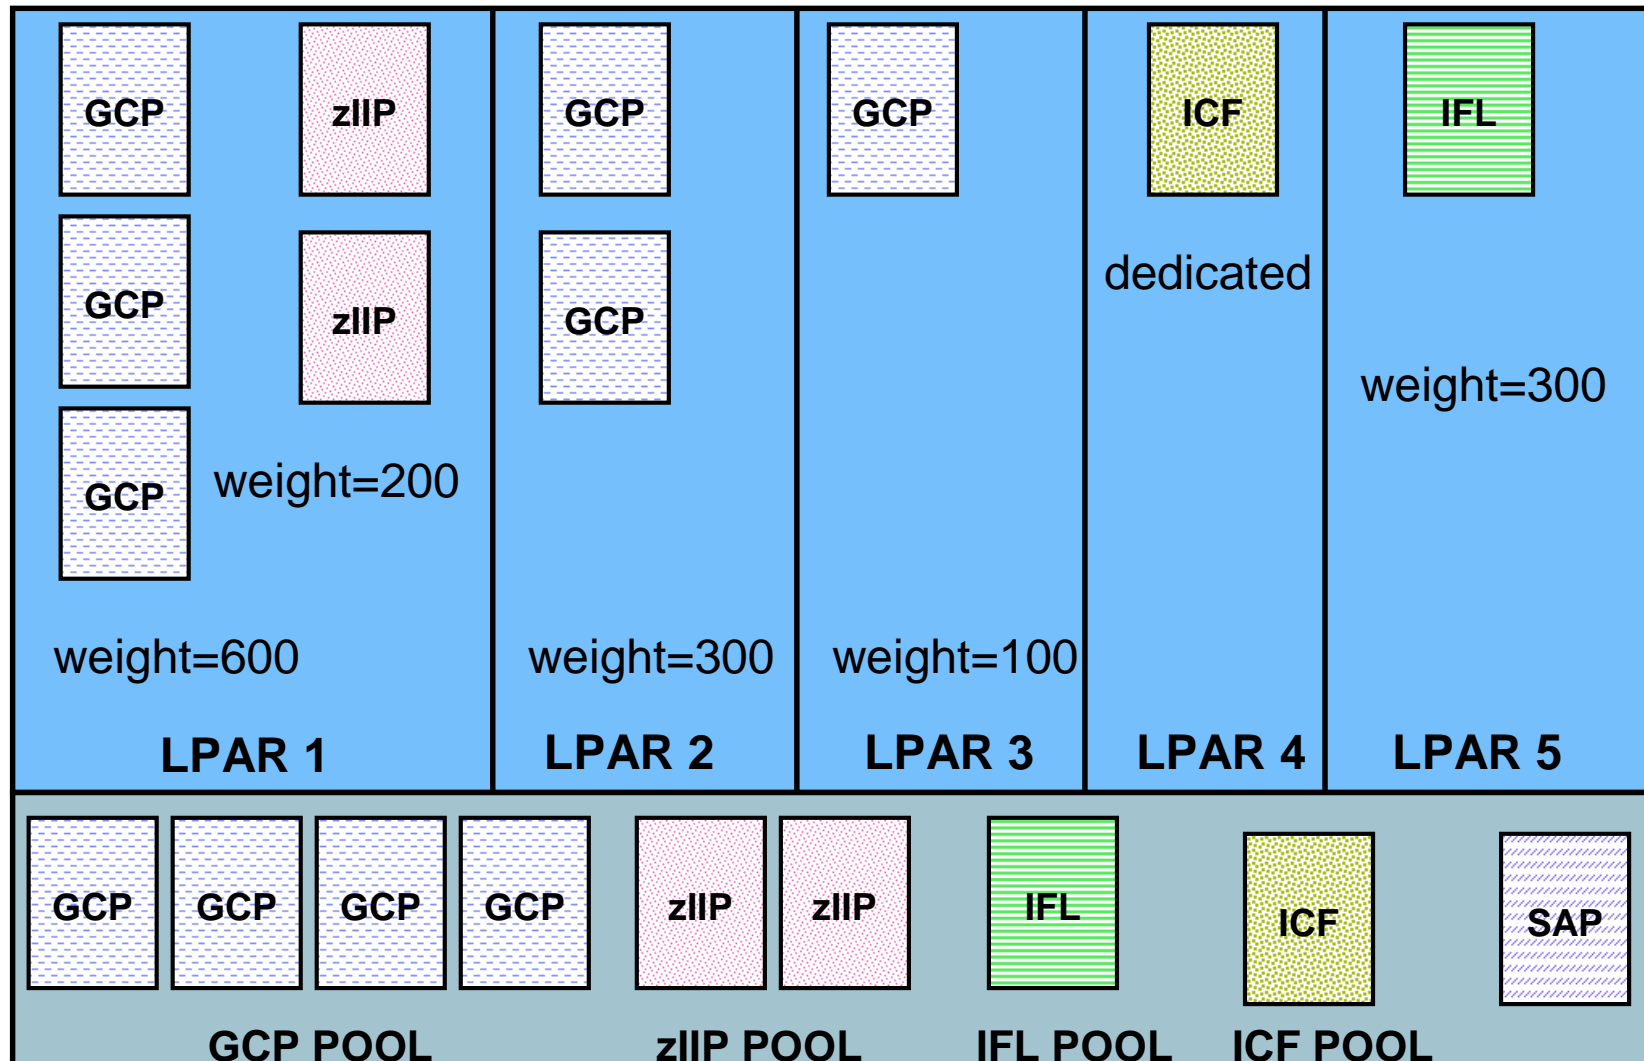 GCP zIIP GCP GCP ICF IFL
GCP zIIP GCP
dedicated
weight=300
GCP weight=200
weight=600 weight=300 weight=100
LPAR 1 LPAR 2 LPAR 3 LPAR 4 LPAR 5
GCP GCP GCP GCP zIIP zIIP IFL ICF SAP
GCP POOL zIIP POOL IFL POOL ICF POOL